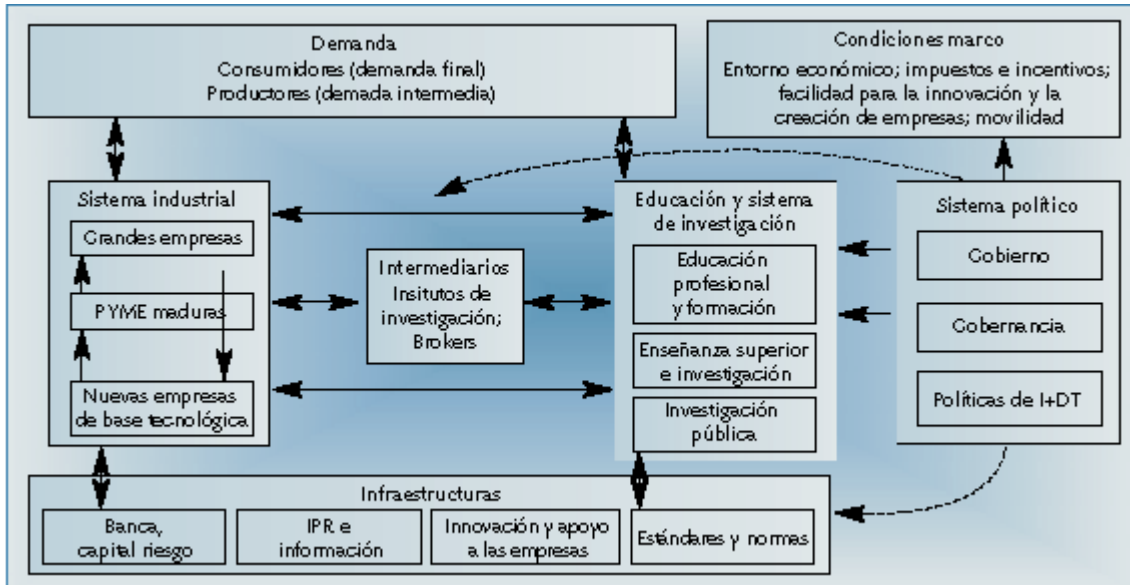 Demanda
Consumidores (demanda final)
Productores (demada intermedia)
Condiciones marco
Entorno económico; impuestos e incentivos;
facilidad para la innovación y la
creación de empresas; movilidad
Sistema industrial
Grandes empresas
PYME maduras
Nuevas empresas
de base tecnológica
Intermediarios
Insitutos de
investigación;
Brokers
Educación y sistema
de investigación
Educación
profesional
y formación
Enseñanza superior
e investigación
Investigación
pública
Sistema político
Gobierno
Gobernancia
Políticas de I+DT
Infraestructuras
Banca,
capital riesgo
IPR e
información
Innovación y apoyo
a las empresas
Estándares y normas